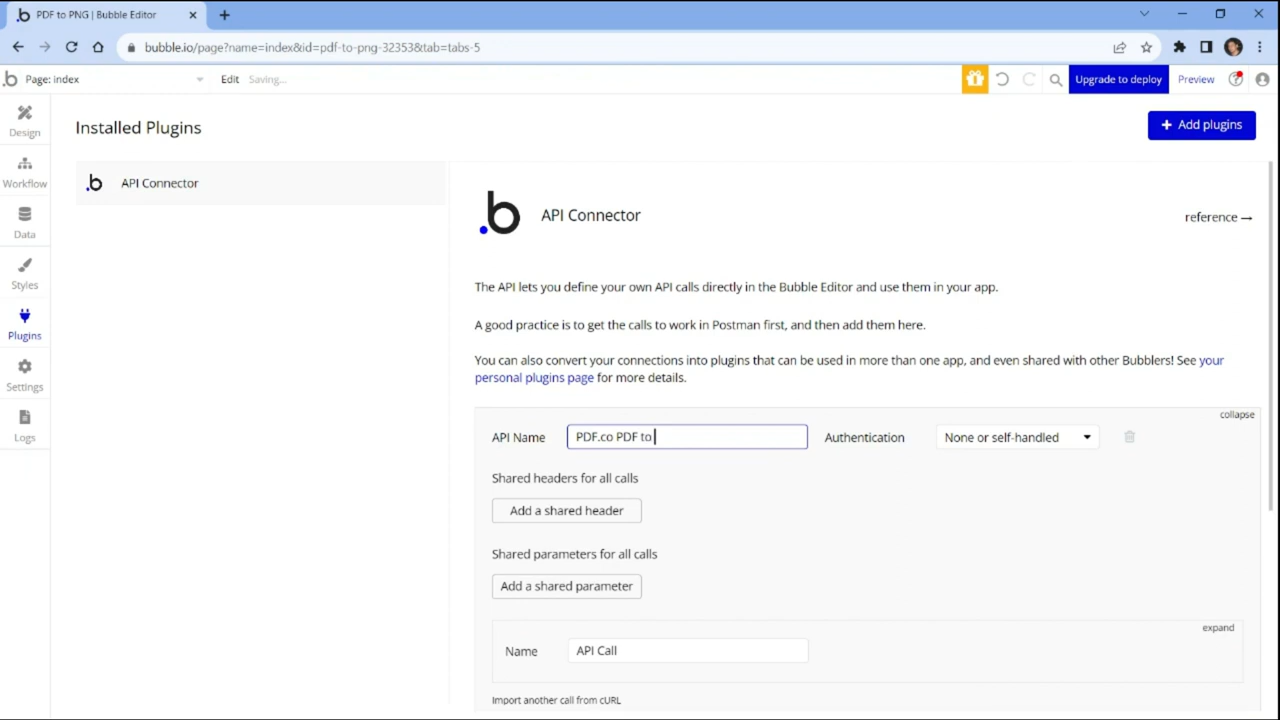 PDF to PNG | Bubble Editor
bubble.io/page?name=index&id=pdf-to-png-32353&tab=tabs-5
Page: index Edit Saving... Upgrade to deploy Preview
Design
Workflow
Data
Styles
Plugins
Settings
Logs
Installed Plugins
+ Add plugins
API Connector
API Connector
reference →
The API lets you define your own API calls directly in the Bubble Editor and use them in your app.
A good practice is to get the calls to work in Postman first, and then add them here.
You can also convert your connections into plugins that can be used in more than one app, and even shared with other Bubblers! See your
personal plugins page for more details.
collapse
API Name PDF.co PDF to Authentication None or self-handled
Shared headers for all calls
Add a shared header
Shared parameters for all calls
Add a shared parameter
expand
Name API Call
Import another call from cURL